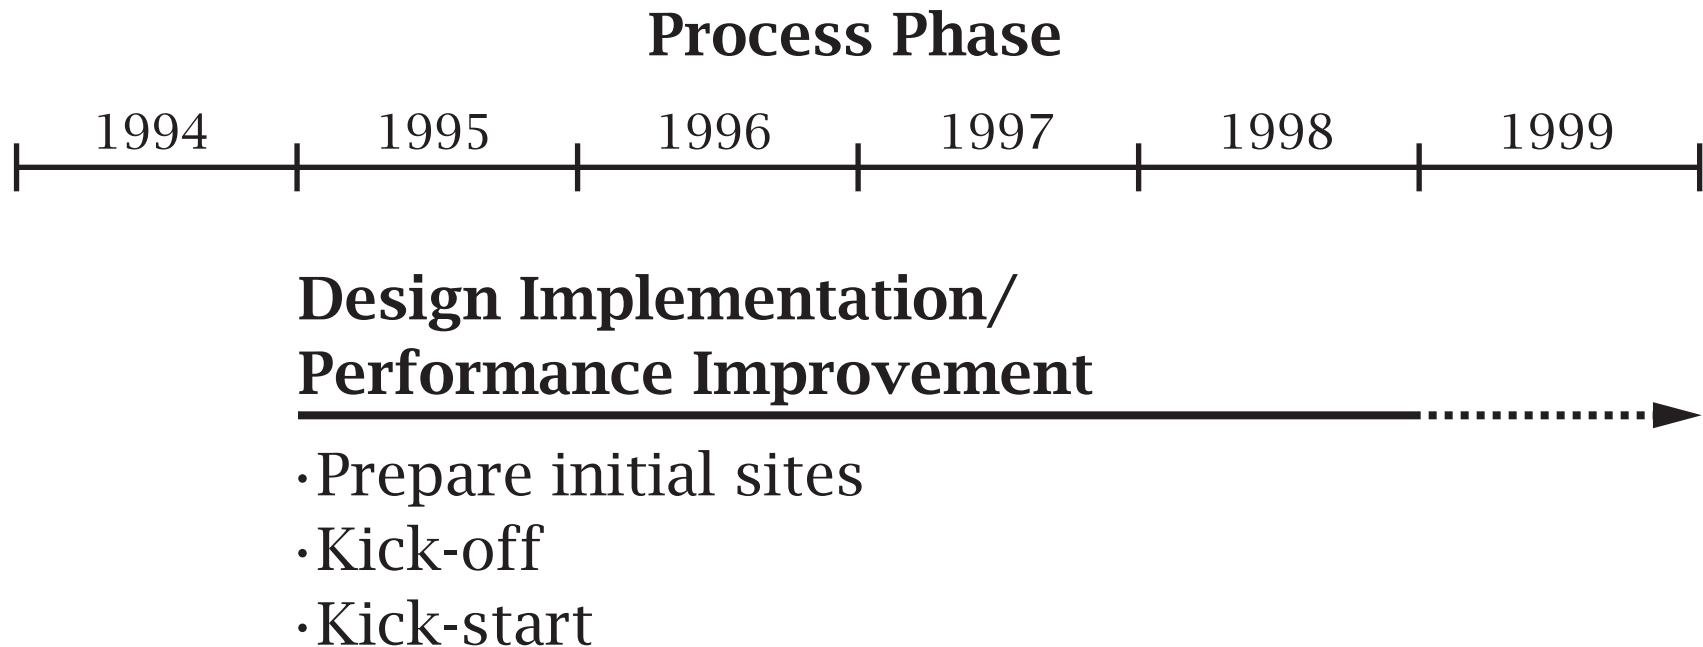 Process Phase
1994 1995 1996 1997 1998 1999
Design Implementation/
Performance Improvement
·Prepare initial sites
·Kick-off
·Kick-start